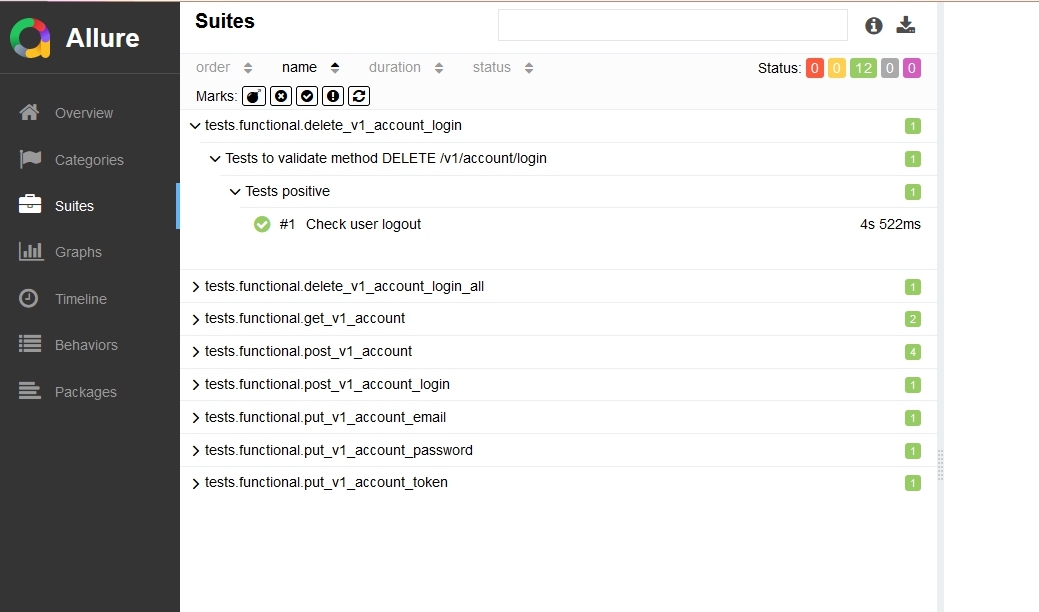 Allure
Overview
Categories
Suites
Graphs
Timeline
Behaviors
Packages
Suites
order name duration status Status: 0 0 12 0 0
Marks:
tests.functional.delete_v1_account_login 1
Tests to validate method DELETE /v1/account/login 1
Tests positive 1
#1 Check user logout 4s 522ms
tests.functional.delete_v1_account_login_all 1
tests.functional.get_v1_account 2
tests.functional.post_v1_account 4
tests.functional.post_v1_account_login 1
tests.functional.put_v1_account_email 1
tests.functional.put_v1_account_password 1
tests.functional.put_v1_account_token 1